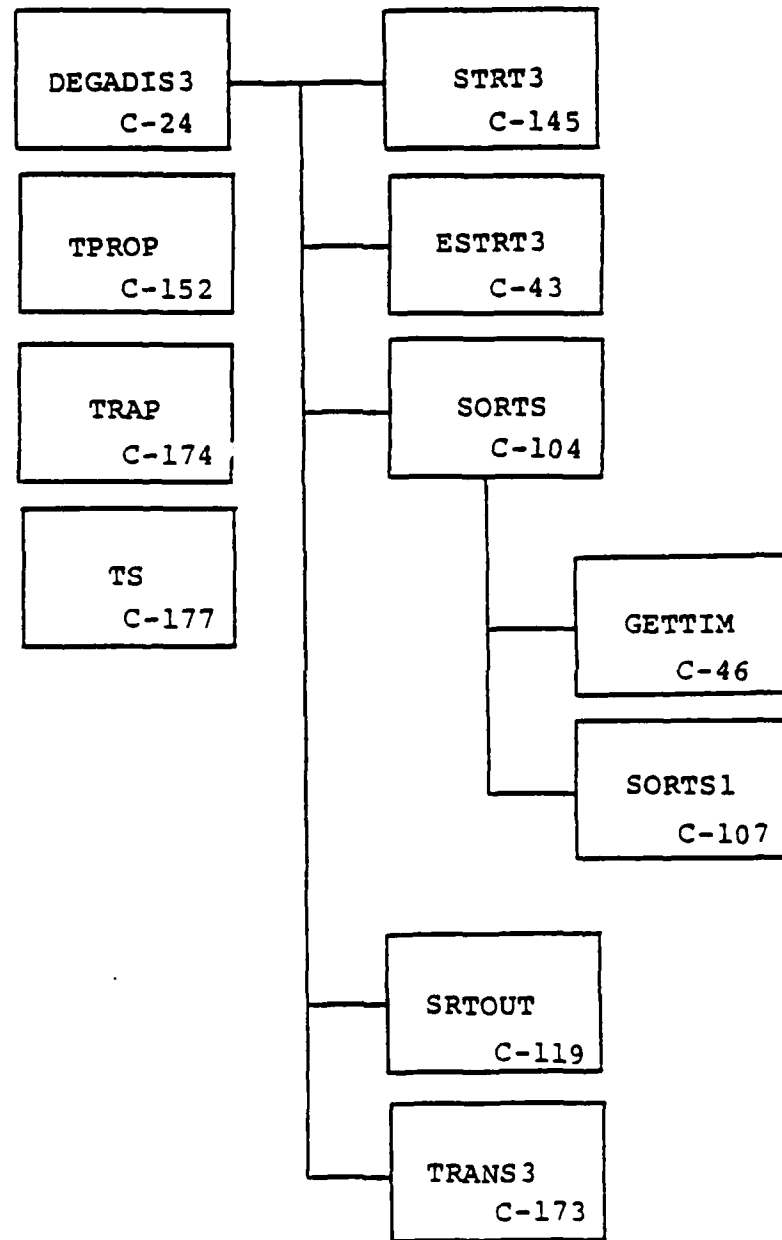 DEGADIS3
C-24
STRT3
C-145
TPROP
C-152
ESTRT3
C-43
TRAP
C-174
SORTS
C-104
TS
C-177
GETTIM
C-46
SORTS1
C-107
SRTOUT
C-119
TRANS3
C-173